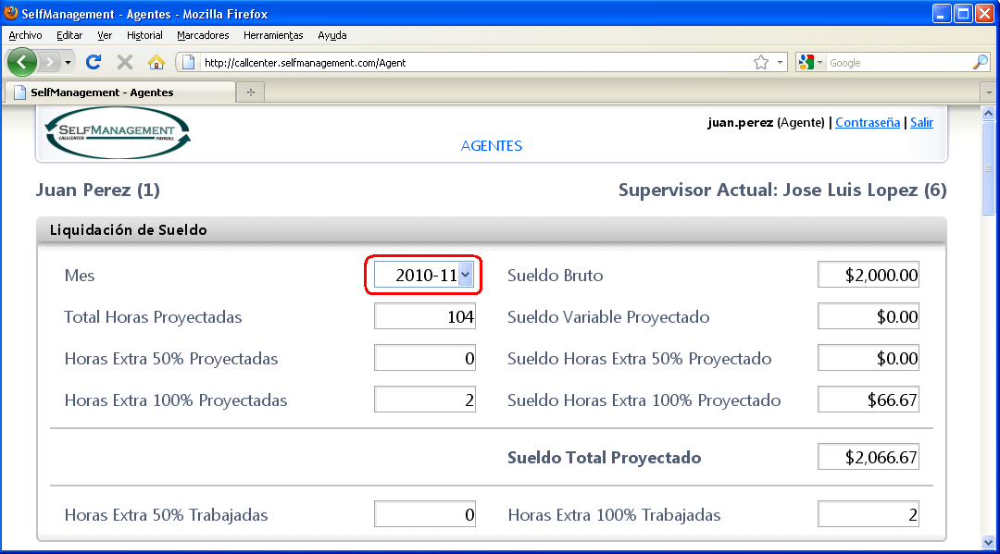 SelfManagement - Agentes - Mozilla Firefox
Archivo Editar Ver Historial Marcadores Herramientas Ayuda
http://callcenter.selfmanagement.com/Agent Google
SelfManagement - Agentes
SELFMANAGEMENT
CALLCENTER PAYROLL
juan.perez (Agente) | Contraseña | Salir
AGENTES
Juan Perez (1) Supervisor Actual: Jose Luis Lopez (6)
Liquidación de Sueldo
Mes 2010-11 Sueldo Bruto $2,000.00
Total Horas Proyectadas 104 Sueldo Variable Proyectado $0.00
Horas Extra 50% Proyectadas 0 Sueldo Horas Extra 50% Proyectado $0.00
Horas Extra 100% Proyectadas 2 Sueldo Horas Extra 100% Proyectado $66.67
Sueldo Total Proyectado $2,066.67
Horas Extra 50% Trabajadas 0 Horas Extra 100% Trabajadas 2